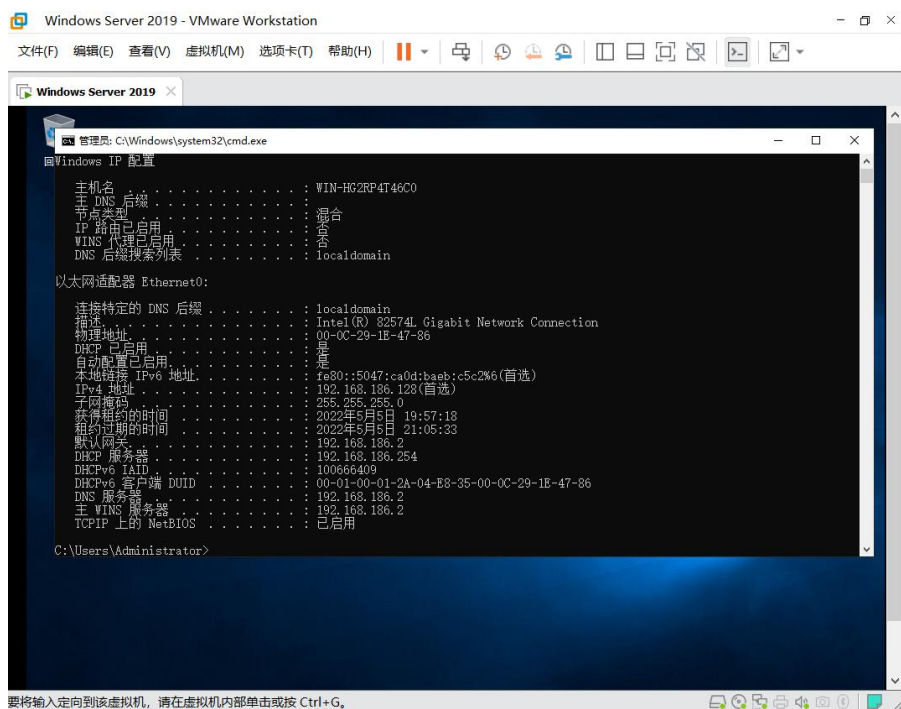 Windows Server 2019 - VMware Workstation
文件(F) 编辑(E) 查看(V) 虚拟机(M) 选项卡(T) 帮助(H)
Windows Server 2019
管理员: C:\Windows\system32\cmd.exe
Windows IP 配置
主机名 . . . . . . . . . . . . . : WIN-HG2RP4T46C0
主 DNS 后缀 . . . . . . . . . . . :
节点类型 . . . . . . . . . . . . : 混合
IP 路由已启用 . . . . . . . . . . : 否
WINS 代理已启用 . . . . . . . . . : 否
DNS 后缀搜索列表 . . . . . . . . : localdomain
以太网适配器 Ethernet0:
连接特定的 DNS 后缀 . . . . . . . : localdomain
描述. . . . . . . . . . . . . . . : Intel(R) 82574L Gigabit Network Connection
物理地址. . . . . . . . . . . . . : 00-0C-29-1E-47-86
DHCP 已启用 . . . . . . . . . . . : 是
自动配置已启用. . . . . . . . . . : 是
本地链接 IPv6 地址. . . . . . . . : fe80::5047:ca0d:baeb:c5c2%6(首选)
IPv4 地址 . . . . . . . . . . . . : 192.168.186.128(首选)
子网掩码 . . . . . . . . . . . . : 255.255.255.0
获得租约的时间 . . . . . . . . . : 2022年5月5日 19:57:18
租约过期的时间 . . . . . . . . . : 2022年5月5日 21:05:33
默认网关. . . . . . . . . . . . . : 192.168.186.2
DHCP 服务器 . . . . . . . . . . . : 192.168.186.254
DHCPv6 IAID . . . . . . . . . . . : 100666409
DHCPv6 客户端 DUID . . . . . . . : 00-01-00-01-2A-04-E8-35-00-0C-29-1E-47-86
DNS 服务器 . . . . . . . . . . . : 192.168.186.2
主 WINS 服务器 . . . . . . . . . : 192.168.186.2
TCPIP 上的 NetBIOS . . . . . . . : 已启用
C:\Users\Administrator>
要将输入定向到该虚拟机，请在虚拟机内部单击或按 Ctrl+G。